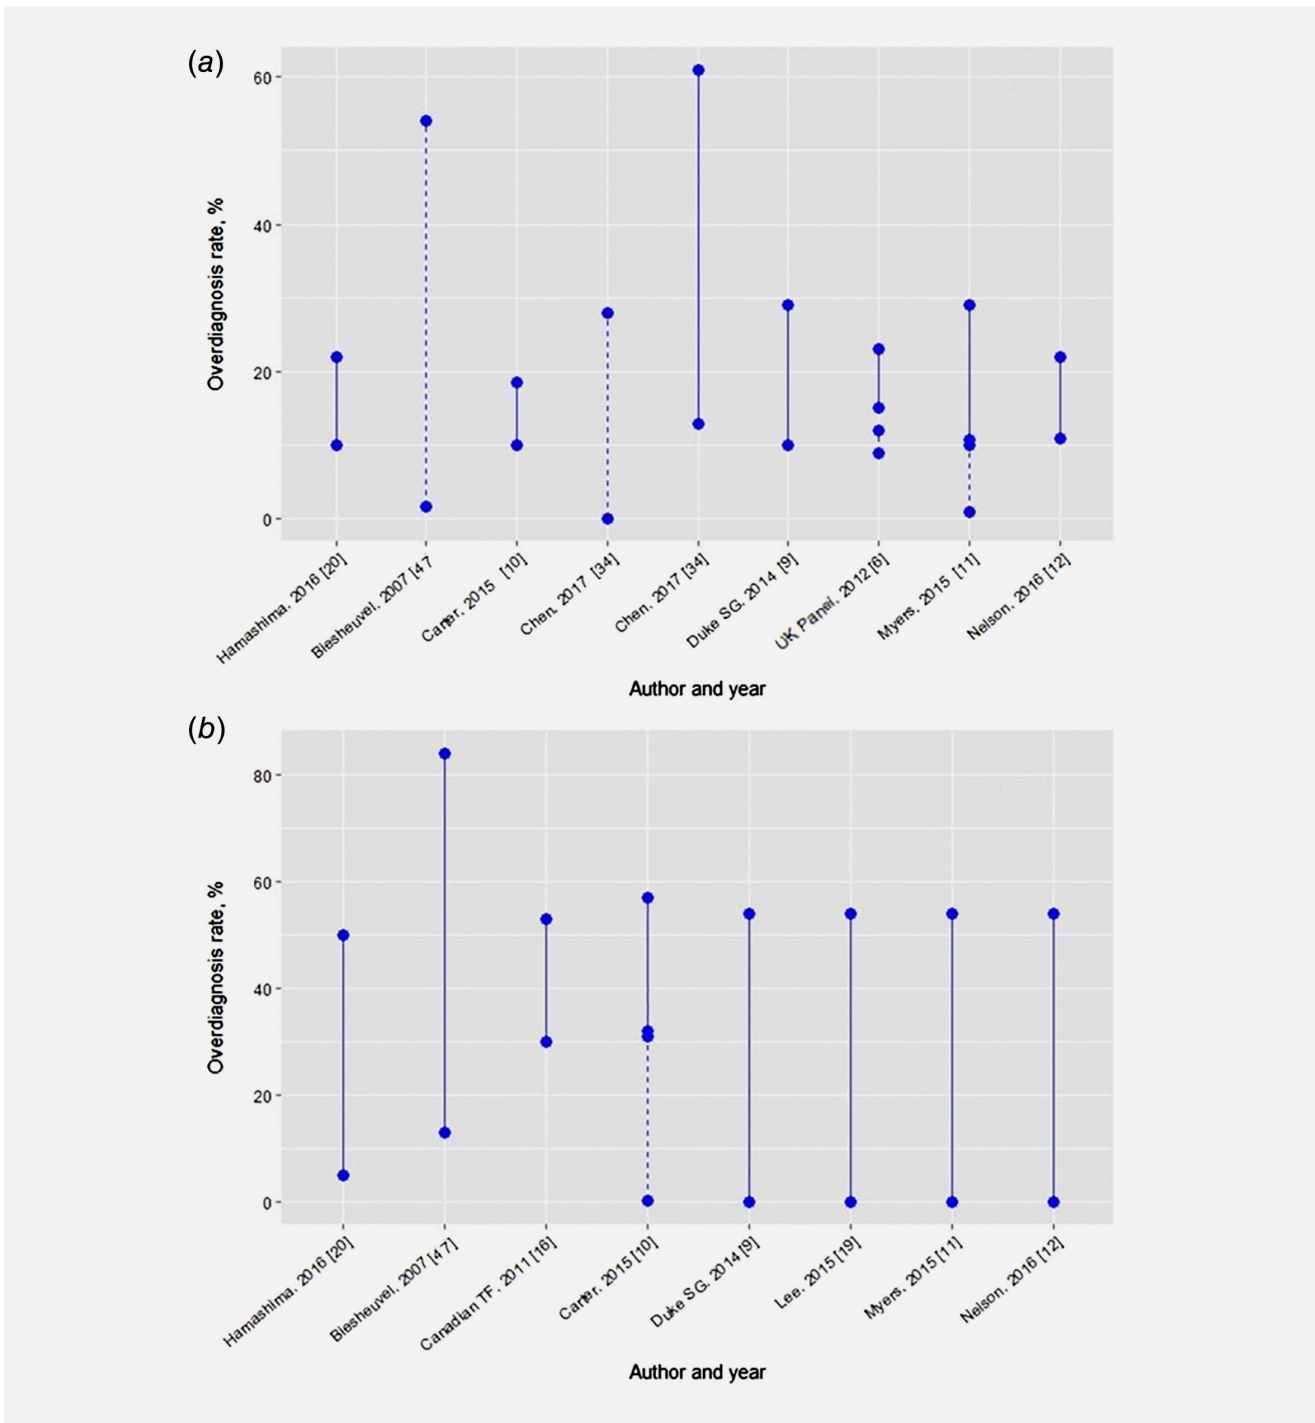 (a)
Overdiagnosis rate, %
60
40
20
0
Hamashima. 2016 [20]
Biesheuvel. 2007 [47
Carter. 2015 [10]
Chen. 2017 [34]
Chen. 2017 [34]
Duke SG. 2014 [9]
UK Panel. 2012 [6]
Myers. 2015 [11]
Nelson. 2016 [12]
Author and year
(b)
Overdiagnosis rate, %
80
60
40
20
0
Hamashima. 2016 [20]
Biesheuvel. 2007 [47]
Canadian TF. 2011 [16]
Carter. 2015 [10]
Duke SG. 2014 [9]
Lee. 2015 [19]
Myers. 2015 [11]
Nelson. 2016 [12]
Author and year